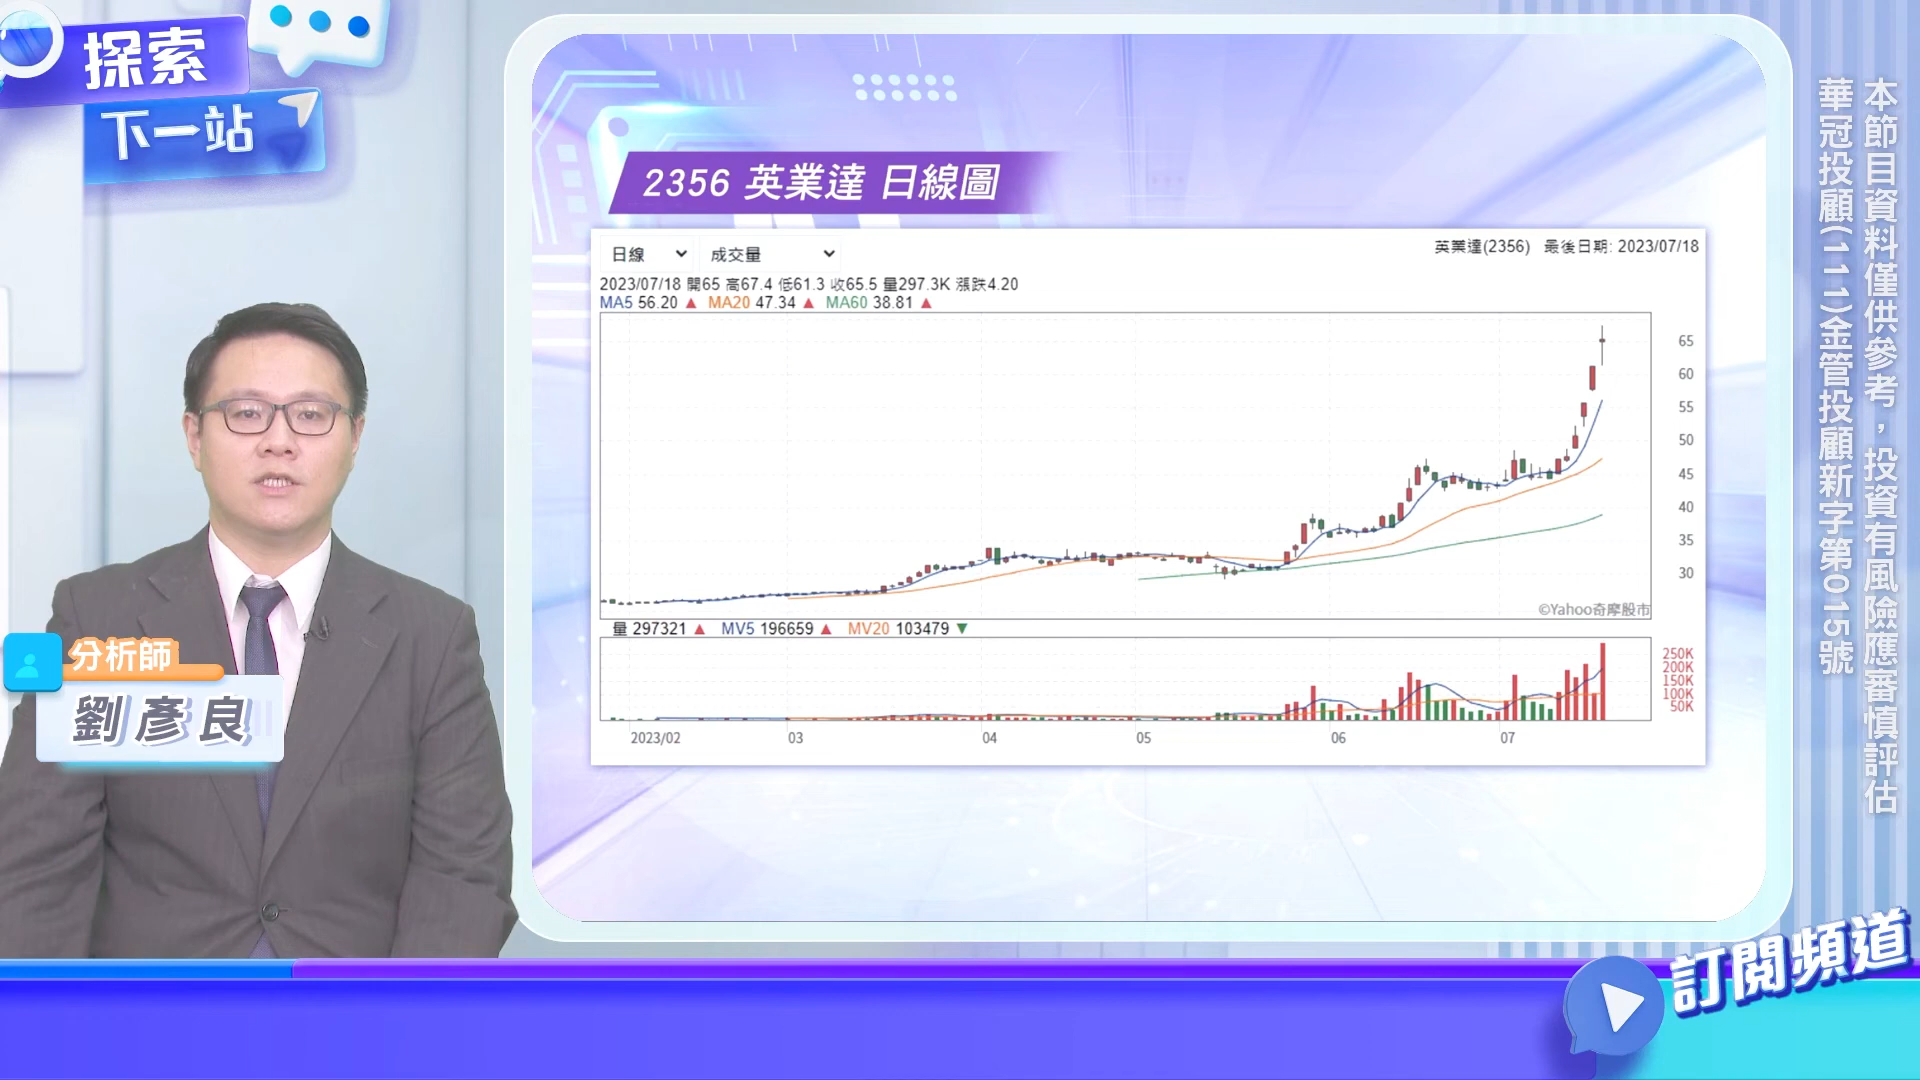 探索
下一站
2356 英業達 日線圖
日線 成交量
英業達(2356) 最後日期: 2023/07/18
2023/07/18 開65 高67.4 低61.3 收65.5 量297.3K 漲跌4.20
MA5 56.20 ▲ MA20 47.34 ▲ MA60 38.81 ▲
65
60
55
50
45
40
35
30
©Yahoo奇摩股市
量 297321 ▲ MV5 196659 ▲ MV20 103479 ▼
250K
200K
150K
100K
50K
2023/02 03 04 05 06 07
分析師
劉彥良
本節目資料僅供參考，投資有風險應審慎評估
華冠投顧(111)金管投顧新字第015號
訂閱頻道